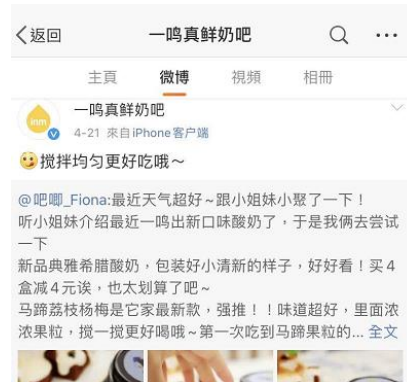 返回
一鸣真鲜奶吧
主頁
微博
視頻
相冊
inm
一鸣真鲜奶吧
4-21 來自iPhone客户端
搅拌均匀更好吃哦～
@吧唧_Fiona:最近天气超好~跟小姐妹小聚了一下！
听小姐妹介绍最近一鸣出新口味酸奶了，于是我俩去尝试
一下
新品典雅希腊酸奶，包装好小清新的样子，好好看！买4
盒减4元诶，也太划算了吧~
马蹄荔枝杨梅是它家最新款，强推！！味道超好，里面浓
浓果粒，搅一搅更好喝哦~第一次吃到马蹄果粒的... 全文